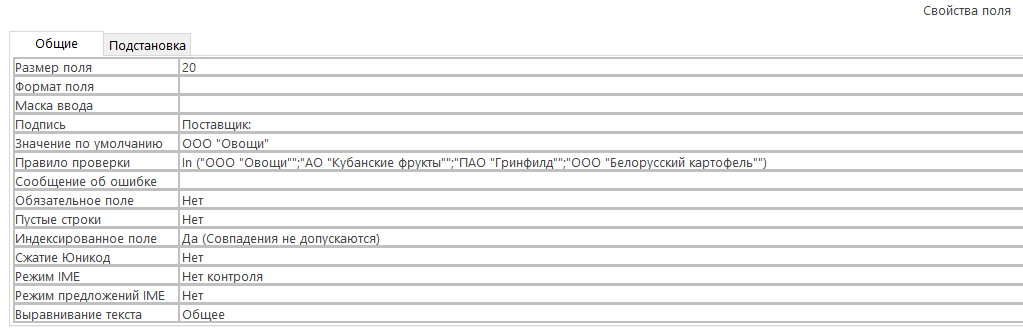 Свойства поля
Общие Подстановка
Размер поля 20
Формат поля
Маска ввода
Подпись Поставщик:
Значение по умолчанию ООО "Овощи"
Правило проверки In ("ООО "Овощи"";"АО "Кубанские фрукты"";"ПАО "Гринфилд"";"ООО "Белорусский картофель"")
Сообщение об ошибке
Обязательное поле Нет
Пустые строки Нет
Индексированное поле Да (Совпадения не допускаются)
Сжатие Юникод Нет
Режим IME Нет контроля
Режим предложений IME Нет
Выравнивание текста Общее